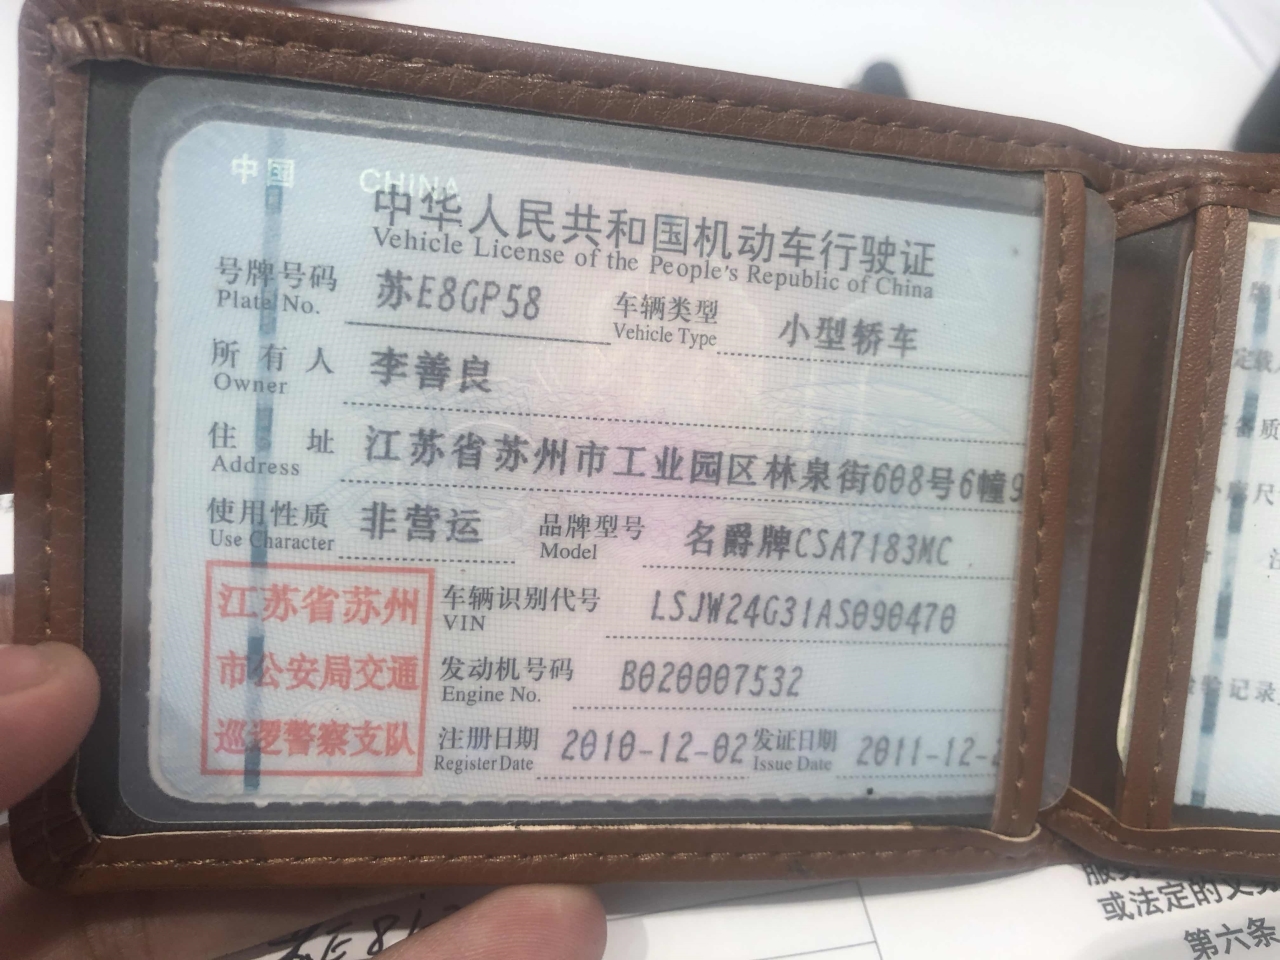 中国 CHINA
中华人民共和国机动车行驶证
Vehicle License of the People's Republic of China
号牌号码 苏E8GP58 车辆类型 小型轿车
Plate No. Vehicle Type
所有人 李善良
Owner
住址 江苏省苏州市工业园区林泉街608号6幢9
Address
使用性质 非营运 品牌型号 名爵牌CSA7183MC
Use Character Model
江苏省苏州
市公安局交通
巡逻警察支队
车辆识别代号 LSJW24G31AS090470
VIN
发动机号码 B020007532
Engine No.
注册日期 2010-12-02 发证日期 2011-12-
Register Date Issue Date
记录
或法定的
第六条